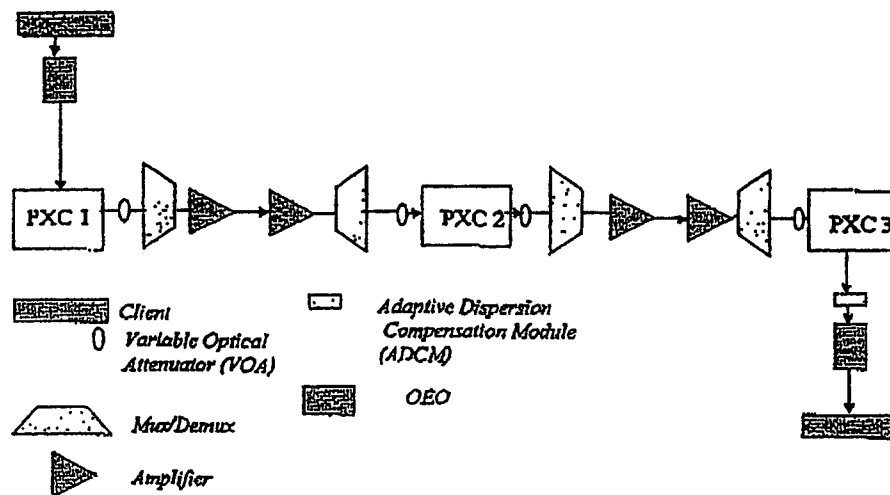 PXC 1
PXC 2
PXC 3
Client
Variable Optical
Attenuator (VOA)
Adaptive Dispersion
Compensation Module
(ADCM)
OEO
Mux/Demux
Amplifier